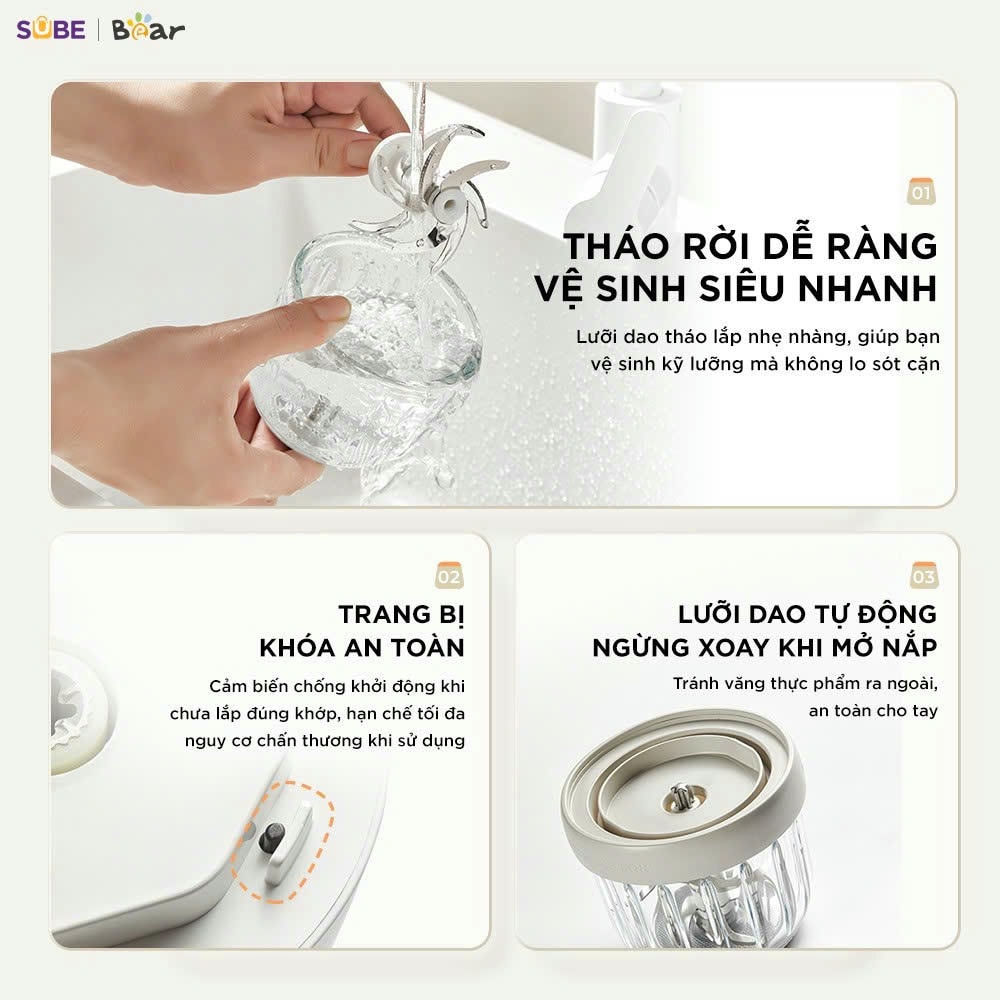 SUBE | Bear
01
THÁO RỜI DỄ RÀNG
VỆ SINH SIÊU NHANH
Lưỡi dao tháo lắp nhẹ nhàng, giúp bạn
vệ sinh kỹ lưỡng mà không lo sót cặn
02
TRANG BỊ
KHÓA AN TOÀN
Cảm biến chống khởi động khi
chưa lắp đúng khớp, hạn chế tối đa
nguy cơ chấn thương khi sử dụng
03
LƯỠI DAO TỰ ĐỘNG
NGỪNG XOAY KHI MỞ NẮP
Tránh văng thực phẩm ra ngoài,
an toàn cho tay